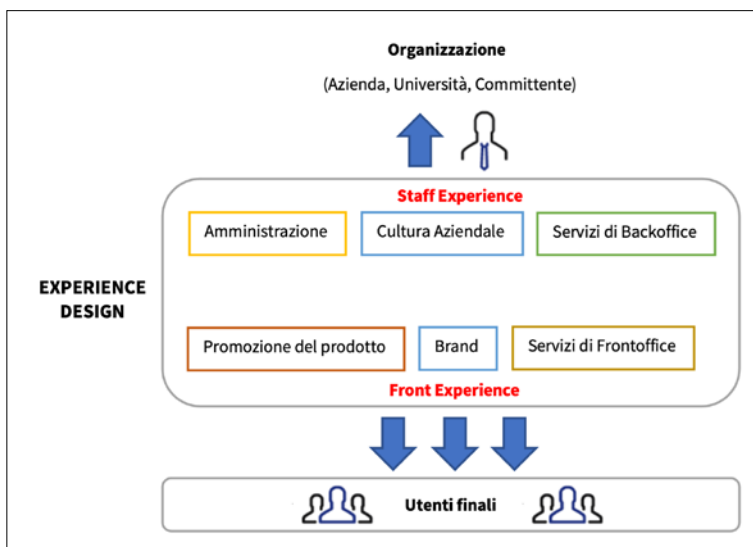 Organizzazione
(Azienda, Università, Committente)
Staff Experience
Amministrazione
Cultura Aziendale
Servizi di Backoffice
EXPERIENCE
DESIGN
Promozione del prodotto
Brand
Servizi di Frontoffice
Front Experience
Utenti finali